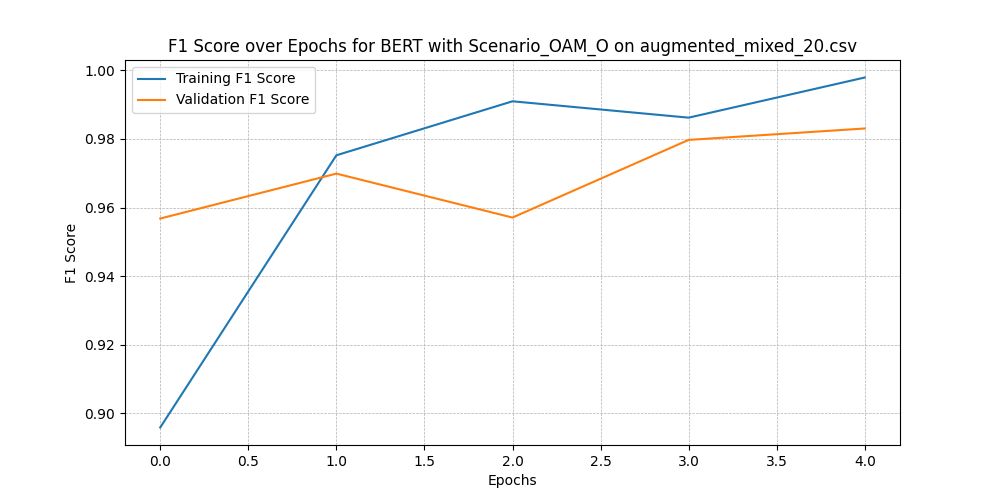 F1 Score over Epochs for BERT with Scenario_OAM_O on augmented_mixed_20.csv
Training F1 Score
Validation F1 Score
1.00
0.98
0.96
0.94
0.92
0.90
F1 Score
0.0 0.5 1.0 1.5 2.0 2.5 3.0 3.5 4.0
Epochs